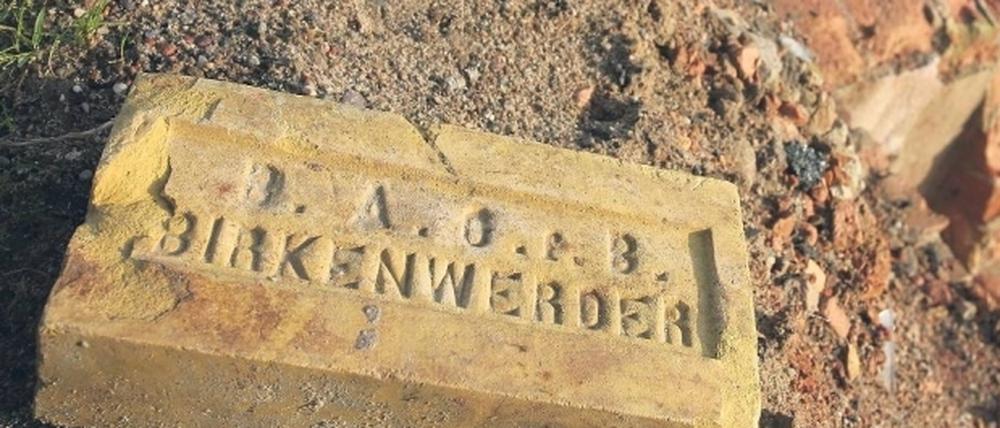 B. A. G. f. B.
BIRKENWERDER